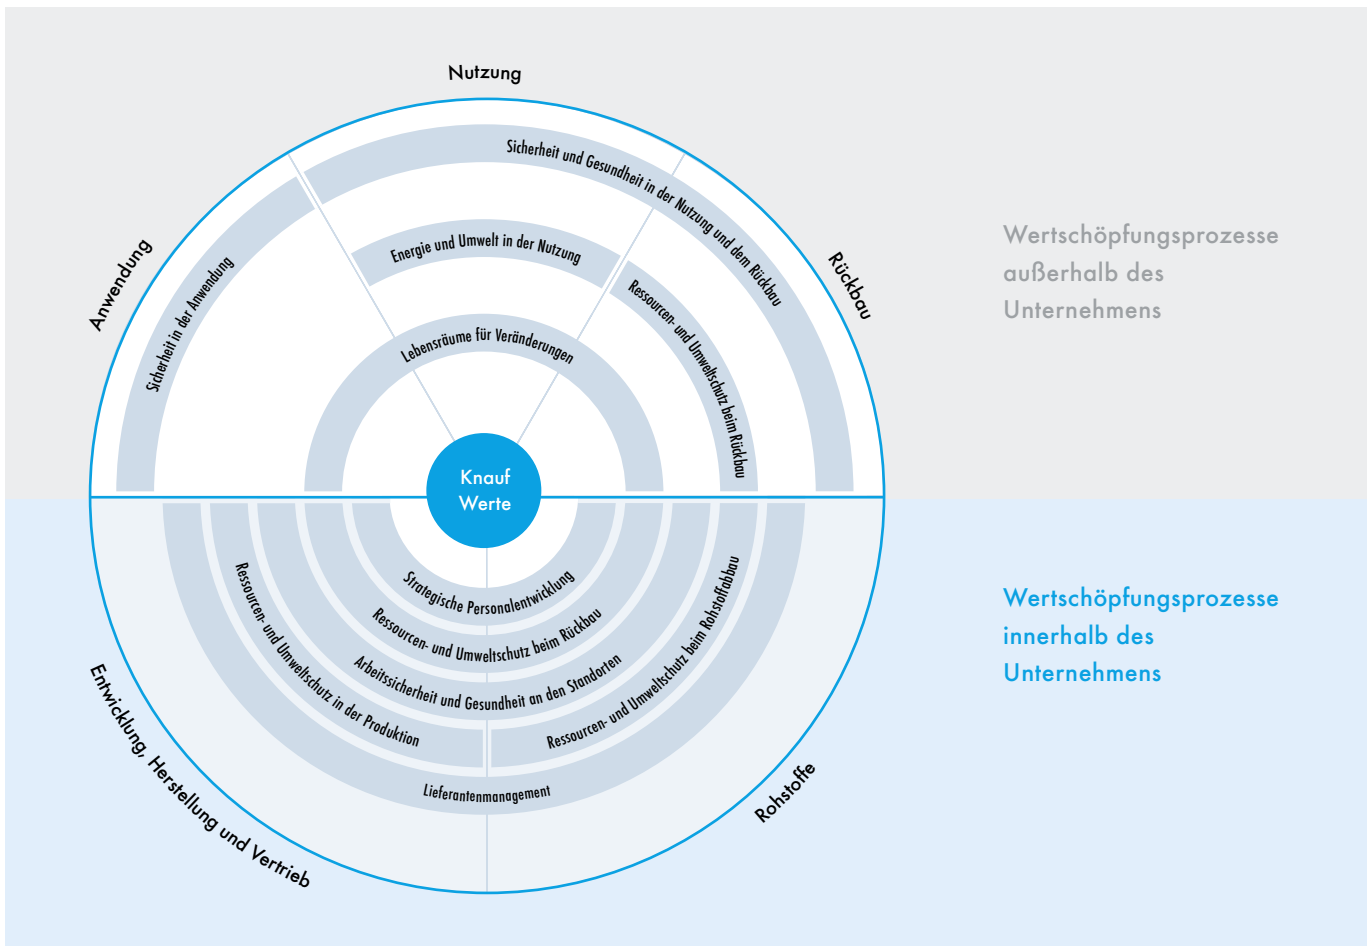 Nutzung
Sicherheit und Gesundheit in der Nutzung und dem Rückbau
Energie und Umwelt in der Nutzung
Anwendung
Sicherheit in der Anwendung
Rückbau
Ressourcen- und Umweltschutz beim Rückbau
Lebensräume für Veränderungen
Wertschöpfungsprozesse
außerhalb des
Unternehmens
Knauf
Werte
Strategische Personalentwicklung
Ressourcen- und Umweltschutz beim Rückbau
Arbeitssicherheit und Gesundheit an den Standorten
Ressourcen- und Umweltschutz in der Produktion
Ressourcen- und Umweltschutz beim Rohstoffabbau
Lieferantenmanagement
Entwicklung, Herstellung und Vertrieb
Rohstoffe
Wertschöpfungsprozesse
innerhalb des
Unternehmens